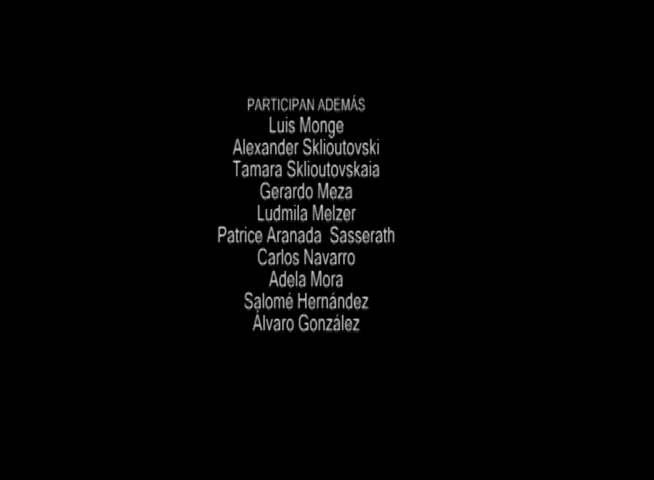 PARTICIPAN ADEMÁS
Luis Monge
Alexander Sklioutovski
Tamara Sklioutovskaia
Gerardo Meza
Ludmila Melzer
Patrice Aranada Sasserath
Carlos Navarro
Adela Mora
Salomé Hernández
Álvaro González